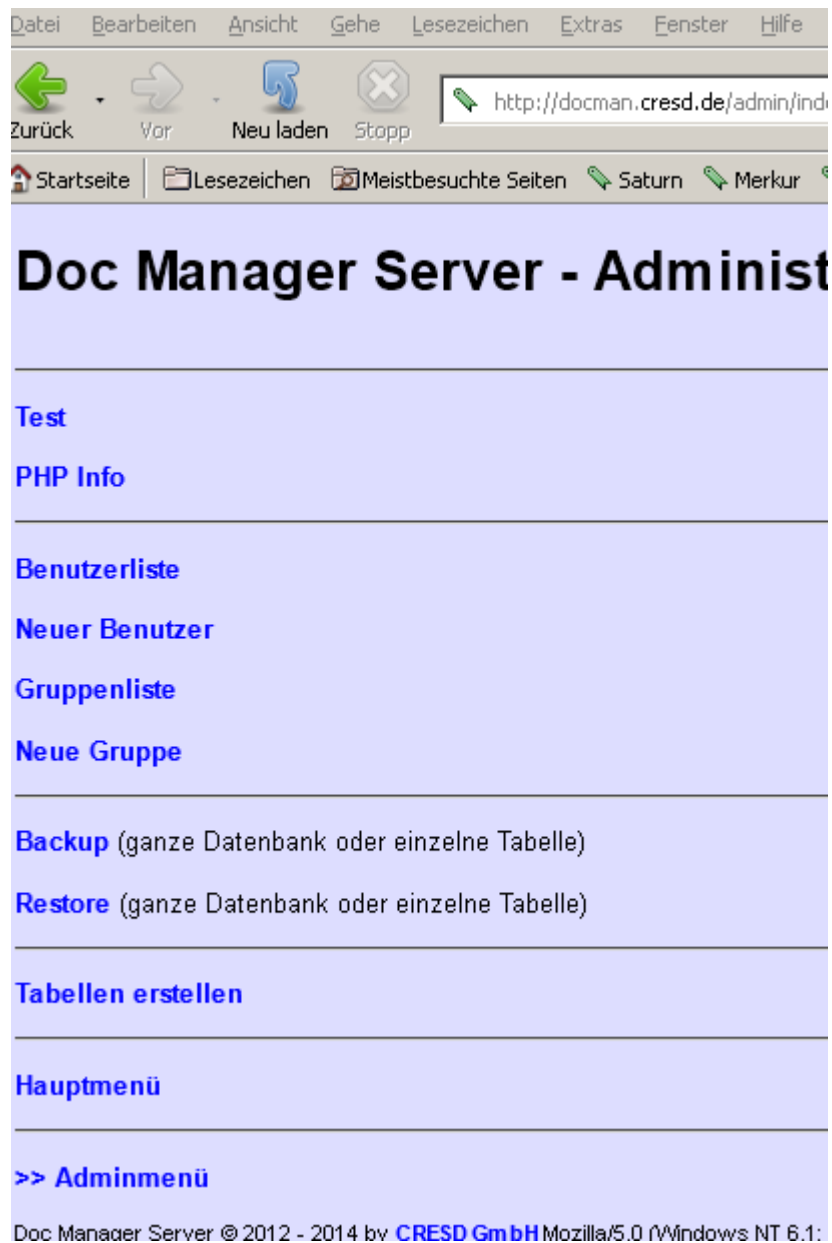 Datei Bearbeiten Ansicht Gehe Lesezeichen Extras Fenster Hilfe
http://docman.cresd.de/admin/ind
Zurück Vor Neu laden Stopp
Startseite Lesezeichen Meistbesuchte Seiten Saturn Merkur
Doc Manager Server - Administ
Test
PHP Info
Benutzerliste
Neuer Benutzer
Gruppenliste
Neue Gruppe
Backup (ganze Datenbank oder einzelne Tabelle)
Restore (ganze Datenbank oder einzelne Tabelle)
Tabellen erstellen
Hauptmenü
>> Adminmenü
Doc Manager Server © 2012 - 2014 by CRESD GmbH Mozilla/5.0 (Windows NT 6.1;